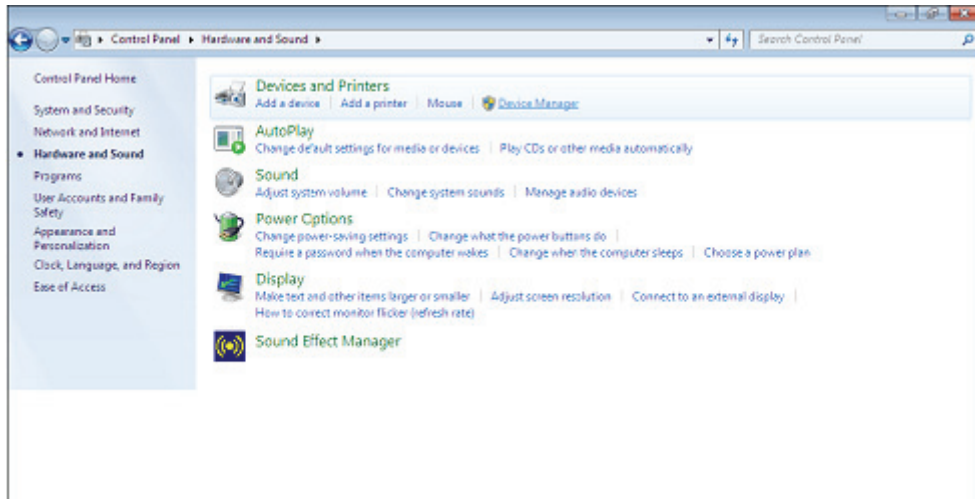 Control Panel ▸ Hardware and Sound ▸
Search Control Panel
Control Panel Home
System and Security
Network and Internet
Hardware and Sound
Programs
User Accounts and Family
Safety
Appearance and
Personalization
Clock, Language, and Region
Ease of Access
Devices and Printers
Add a device | Add a printer | Mouse | Device Manager
AutoPlay
Change default settings for media or devices | Play CDs or other media automatically
Sound
Adjust system volume | Change system sounds | Manage audio devices
Power Options
Change power-saving settings | Change what the power buttons do |
Require a password when the computer wakes | Change when the computer sleeps | Choose a power plan
Display
Make text and other items larger or smaller | Adjust screen resolution | Connect to an external display |
How to correct monitor flicker (refresh rate)
Sound Effect Manager